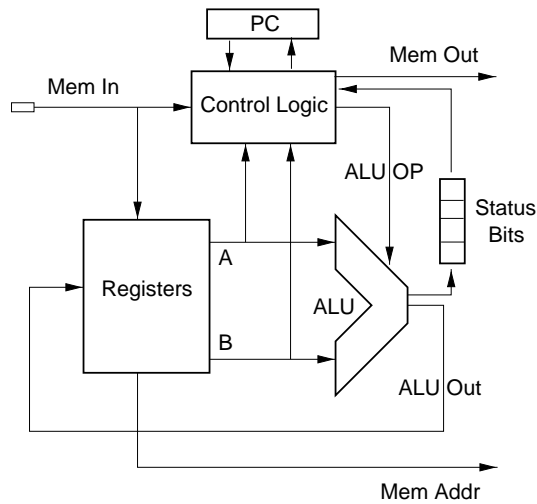 PC
Mem Out
Mem In
Control Logic
ALU OP
Status
Bits
A
Registers
ALU
B
ALU Out
Mem Addr